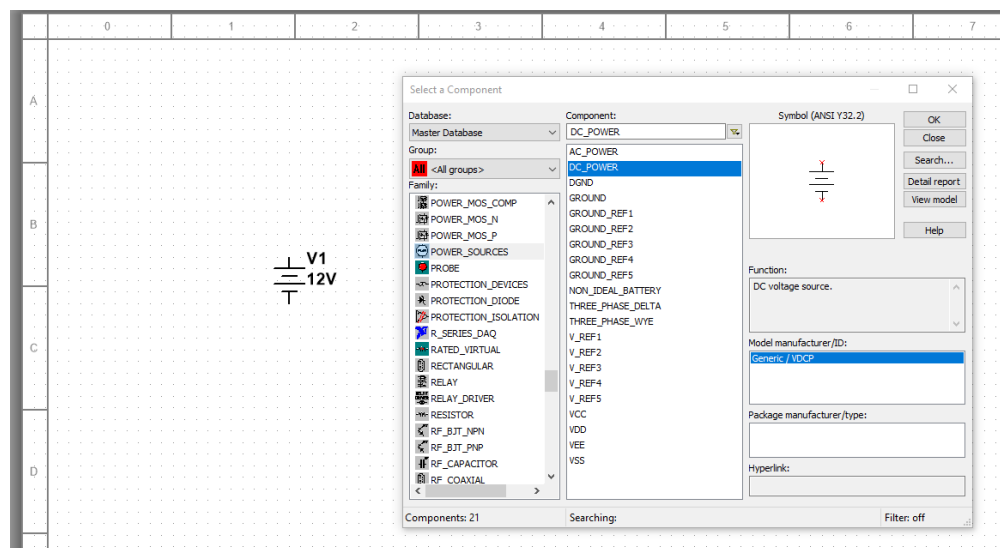 0 1 2 3 4 5 6 7
A
B
C
D
V1
12V
Select a Component
Database:
Master Database
Group:
All <All groups>
Family:
POWER_MOS_COMP
POWER_MOS_N
POWER_MOS_P
POWER_SOURCES
PROBE
PROTECTION_DEVICES
PROTECTION_DIODE
PROTECTION_ISOLATION
R_SERIES_DAQ
RATED_VIRTUAL
RECTANGULAR
RELAY
RELAY_DRIVER
RESISTOR
RF_BJT_NPN
RF_BJT_PNP
RF_CAPACITOR
RF_COAXIAL
Component:
DC_POWER
AC_POWER
DC_POWER
DGND
GROUND
GROUND_REF1
GROUND_REF2
GROUND_REF3
GROUND_REF4
GROUND_REF5
NON_IDEAL_BATTERY
THREE_PHASE_DELTA
THREE_PHASE_WYE
V_REF1
V_REF2
V_REF3
V_REF4
V_REF5
VCC
VDD
VEE
VSS
Symbol (ANSI Y32.2)
OK
Close
Search...
Detail report
View model
Help
Function:
DC voltage source.
Model manufacturer/ID:
Generic / VDCP
Package manufacturer/type:
Hyperlink:
Components: 21
Searching:
Filter: off